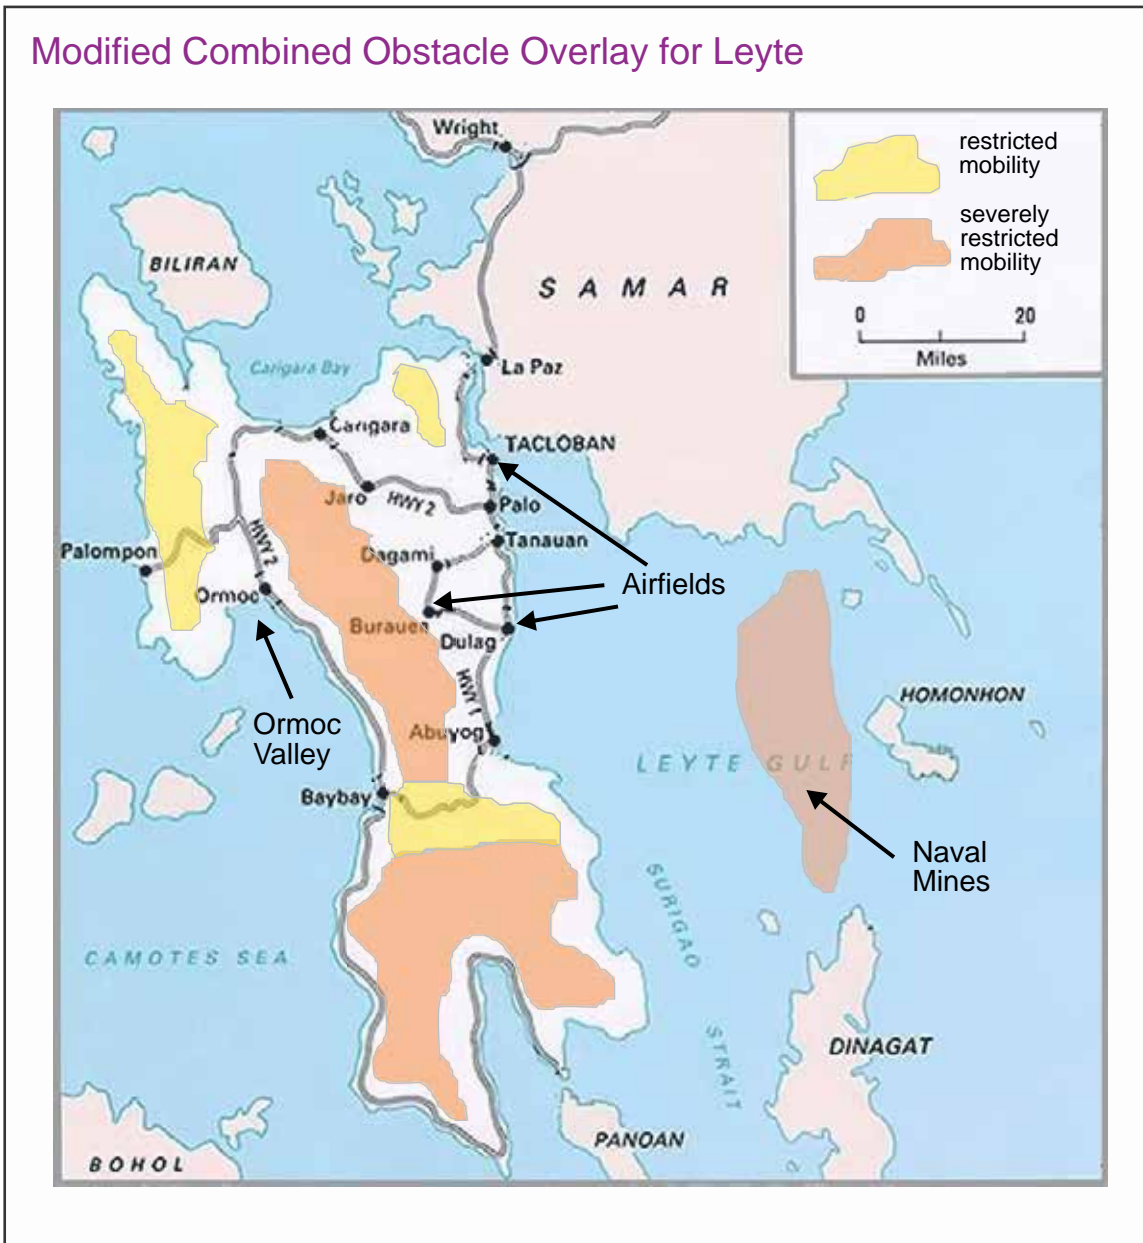 Modified Combined Obstacle Overlay for Leyte
Wright
restricted
mobility
severely
restricted
mobility
BILIRAN
SAMAR
0 20
Miles
Carigara Bay
La Paz
Carigara
TACLOBAN
Jaro
HWY 2
Palo
Tanauan
Palompon
HWY 2
Dagami
Airfields
Ormoc
Burauen
Dulag
HWY 1
HOMONHON
Ormoc
Valley
Abuyog
LEYTE GULF
Baybay
Naval
Mines
SURIGAO
STRAIT
CAMOTES SEA
DINAGAT
PANOAN
BOHOL